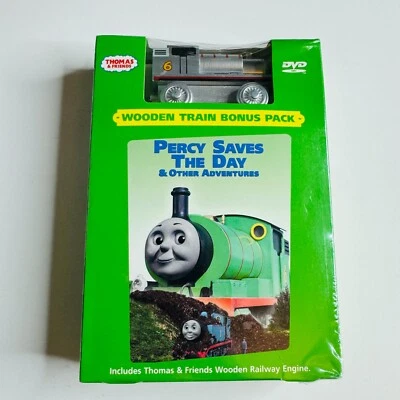 THOMAS
& FRIENDS
6
DVD
WOODEN TRAIN BONUS PACK
PERCY SAVES
THE DAY
& OTHER ADVENTURES
Includes Thomas & Friends Wooden Railway Engine.